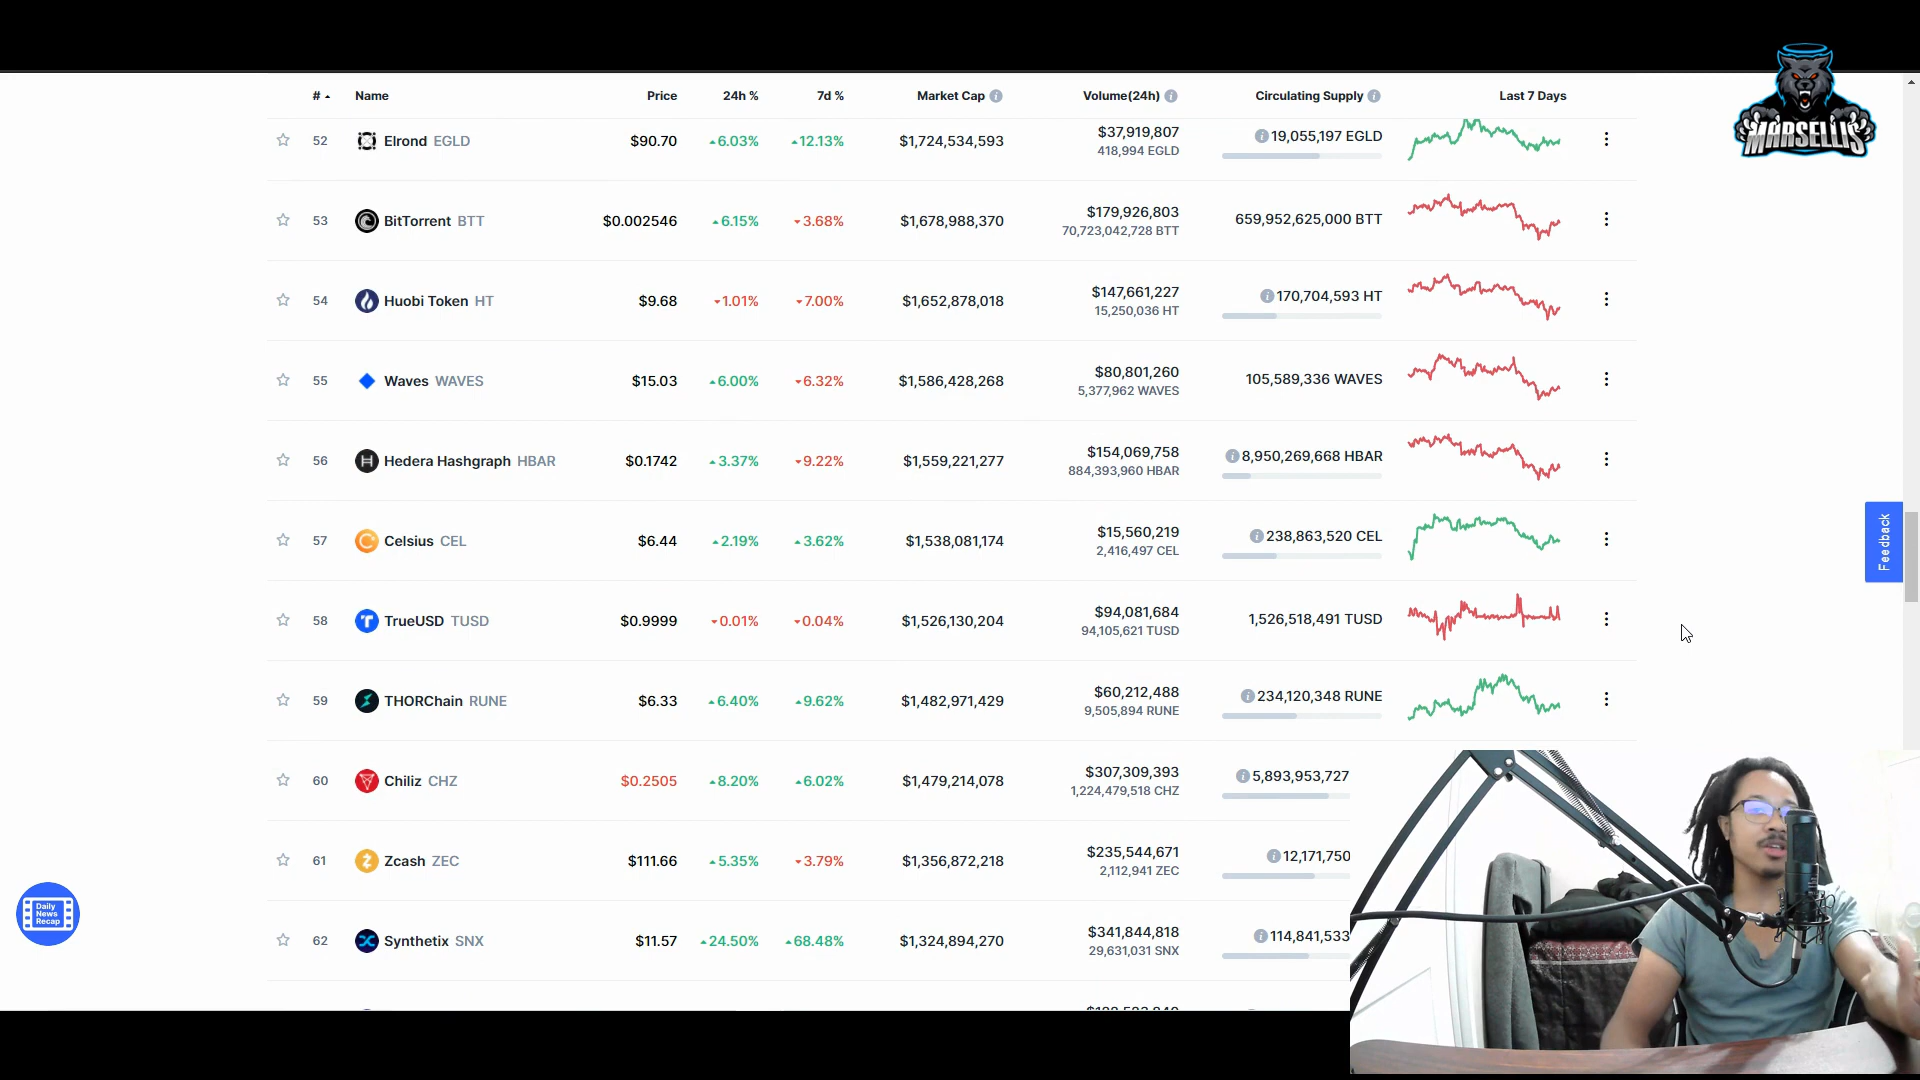 MARSELLIS
# Name Price 24h % 7d % Market Cap Volume(24h) Circulating Supply Last 7 Days
52 Elrond EGLD $90.70 6.03% 12.13% $1,724,534,593 $37,919,807 19,055,197 EGLD
418,994 EGLD
53 BitTorrent BTT $0.002546 6.15% 3.68% $1,678,988,370 $179,926,803 659,952,625,000 BTT
70,723,042,728 BTT
54 Huobi Token HT $9.68 1.01% 7.00% $1,652,878,018 $147,661,227 170,704,593 HT
15,250,036 HT
55 Waves WAVES $15.03 6.00% 6.32% $1,586,428,268 $80,801,260 105,589,336 WAVES
5,377,962 WAVES
56 Hedera Hashgraph HBAR $0.1742 3.37% 9.22% $1,559,221,277 $154,069,758 8,950,269,668 HBAR
884,393,960 HBAR
57 Celsius CEL $6.44 2.19% 3.62% $1,538,081,174 $15,560,219 238,863,520 CEL
2,416,497 CEL
Feedback
58 TrueUSD TUSD $0.9999 0.01% 0.04% $1,526,130,204 $94,081,684 1,526,518,491 TUSD
94,105,621 TUSD
59 THORChain RUNE $6.33 6.40% 9.62% $1,482,971,429 $60,212,488 234,120,348 RUNE
9,505,894 RUNE
60 Chiliz CHZ $0.2505 8.20% 6.02% $1,479,214,078 $307,309,393 5,893,953,727
1,224,479,518 CHZ
61 Zcash ZEC $111.66 5.35% 3.79% $1,356,872,218 $235,544,671 12,171,750
2,112,941 ZEC
Daily
News
Recap
62 Synthetix SNX $11.57 24.50% 68.48% $1,324,894,270 $341,844,818 114,841,533
29,631,031 SNX